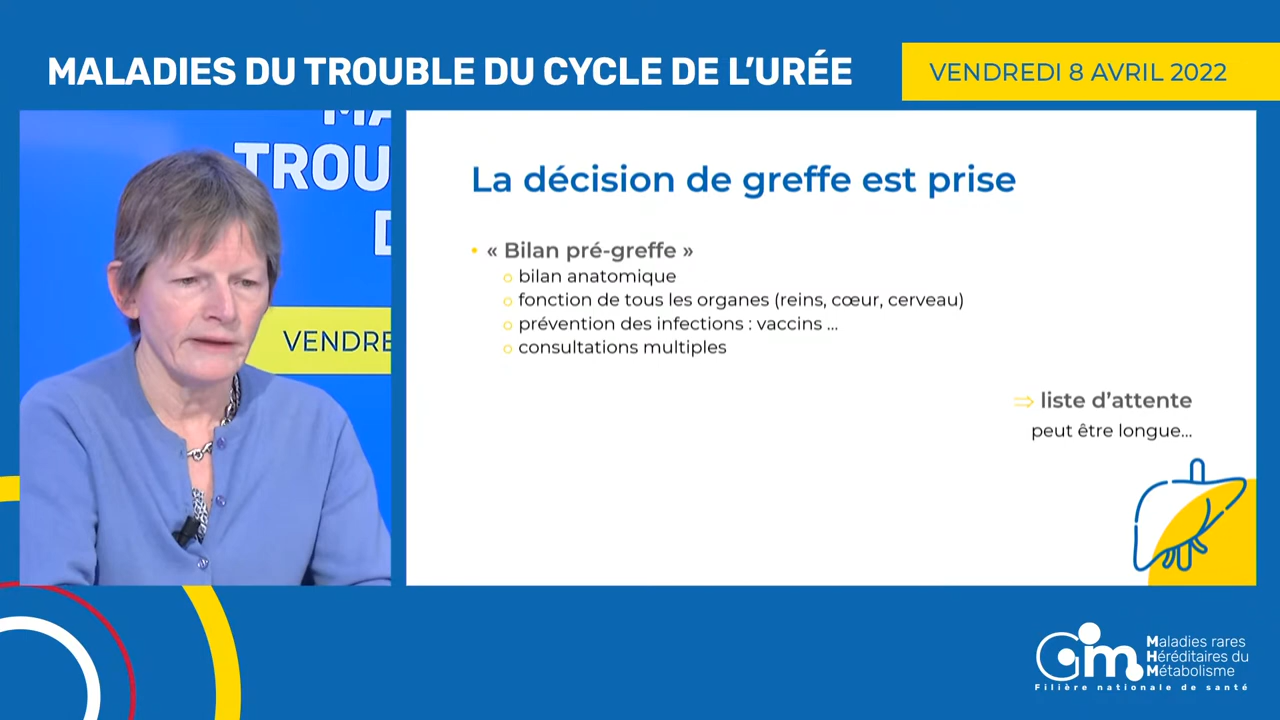 MALADIES DU TROUBLE DU CYCLE DE L'URÉE
VENDREDI 8 AVRIL 2022
MA
TROU
D
VENDRE
La décision de greffe est prise
• « Bilan pré-greffe »
o bilan anatomique
o fonction de tous les organes (reins, cœur, cerveau)
o prévention des infections : vaccins ...
o consultations multiples
⇒ liste d'attente
peut être longue...
Gm
Maladies rares
Héréditaires du
Métabolisme
Filière nationale de santé